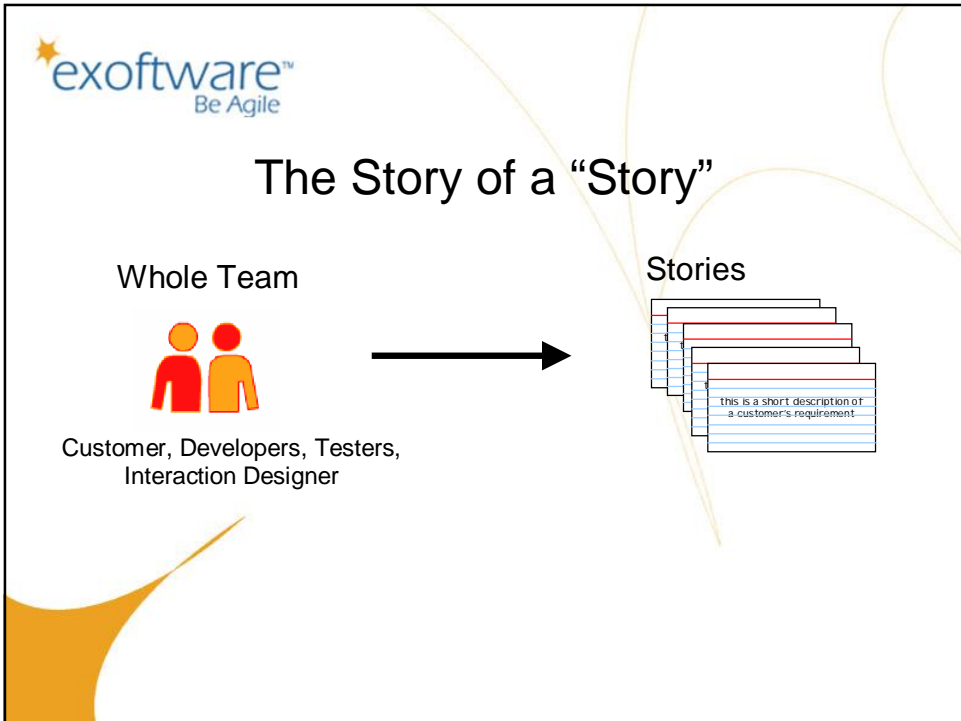 exoftware™
Be Agile
The Story of a “Story”
Whole Team
Customer, Developers, Testers,
Interaction Designer
Stories
this is a short description of
a customer's requirement